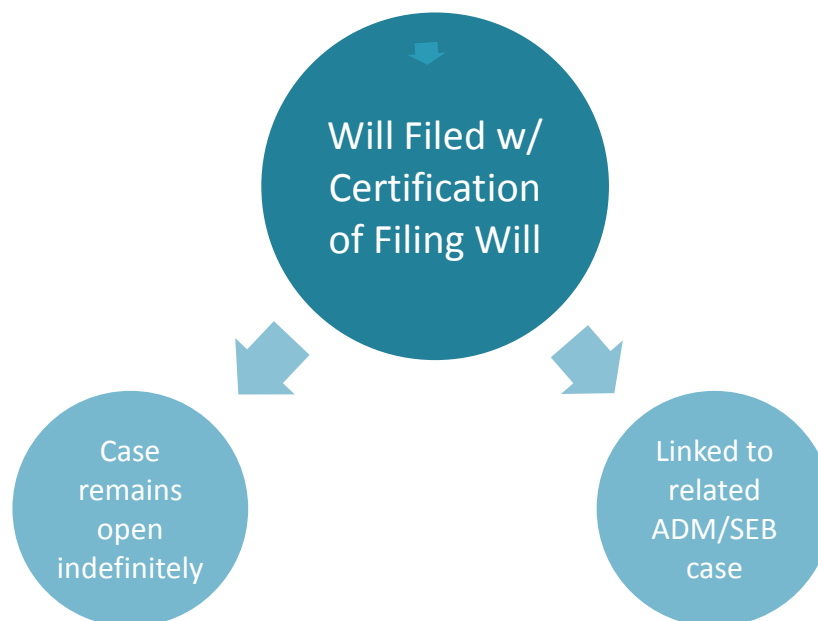 Will Filed w/
Certification
of Filing Will
Case
remains
open
indefinitely
Linked to
related
ADM/SEB
case